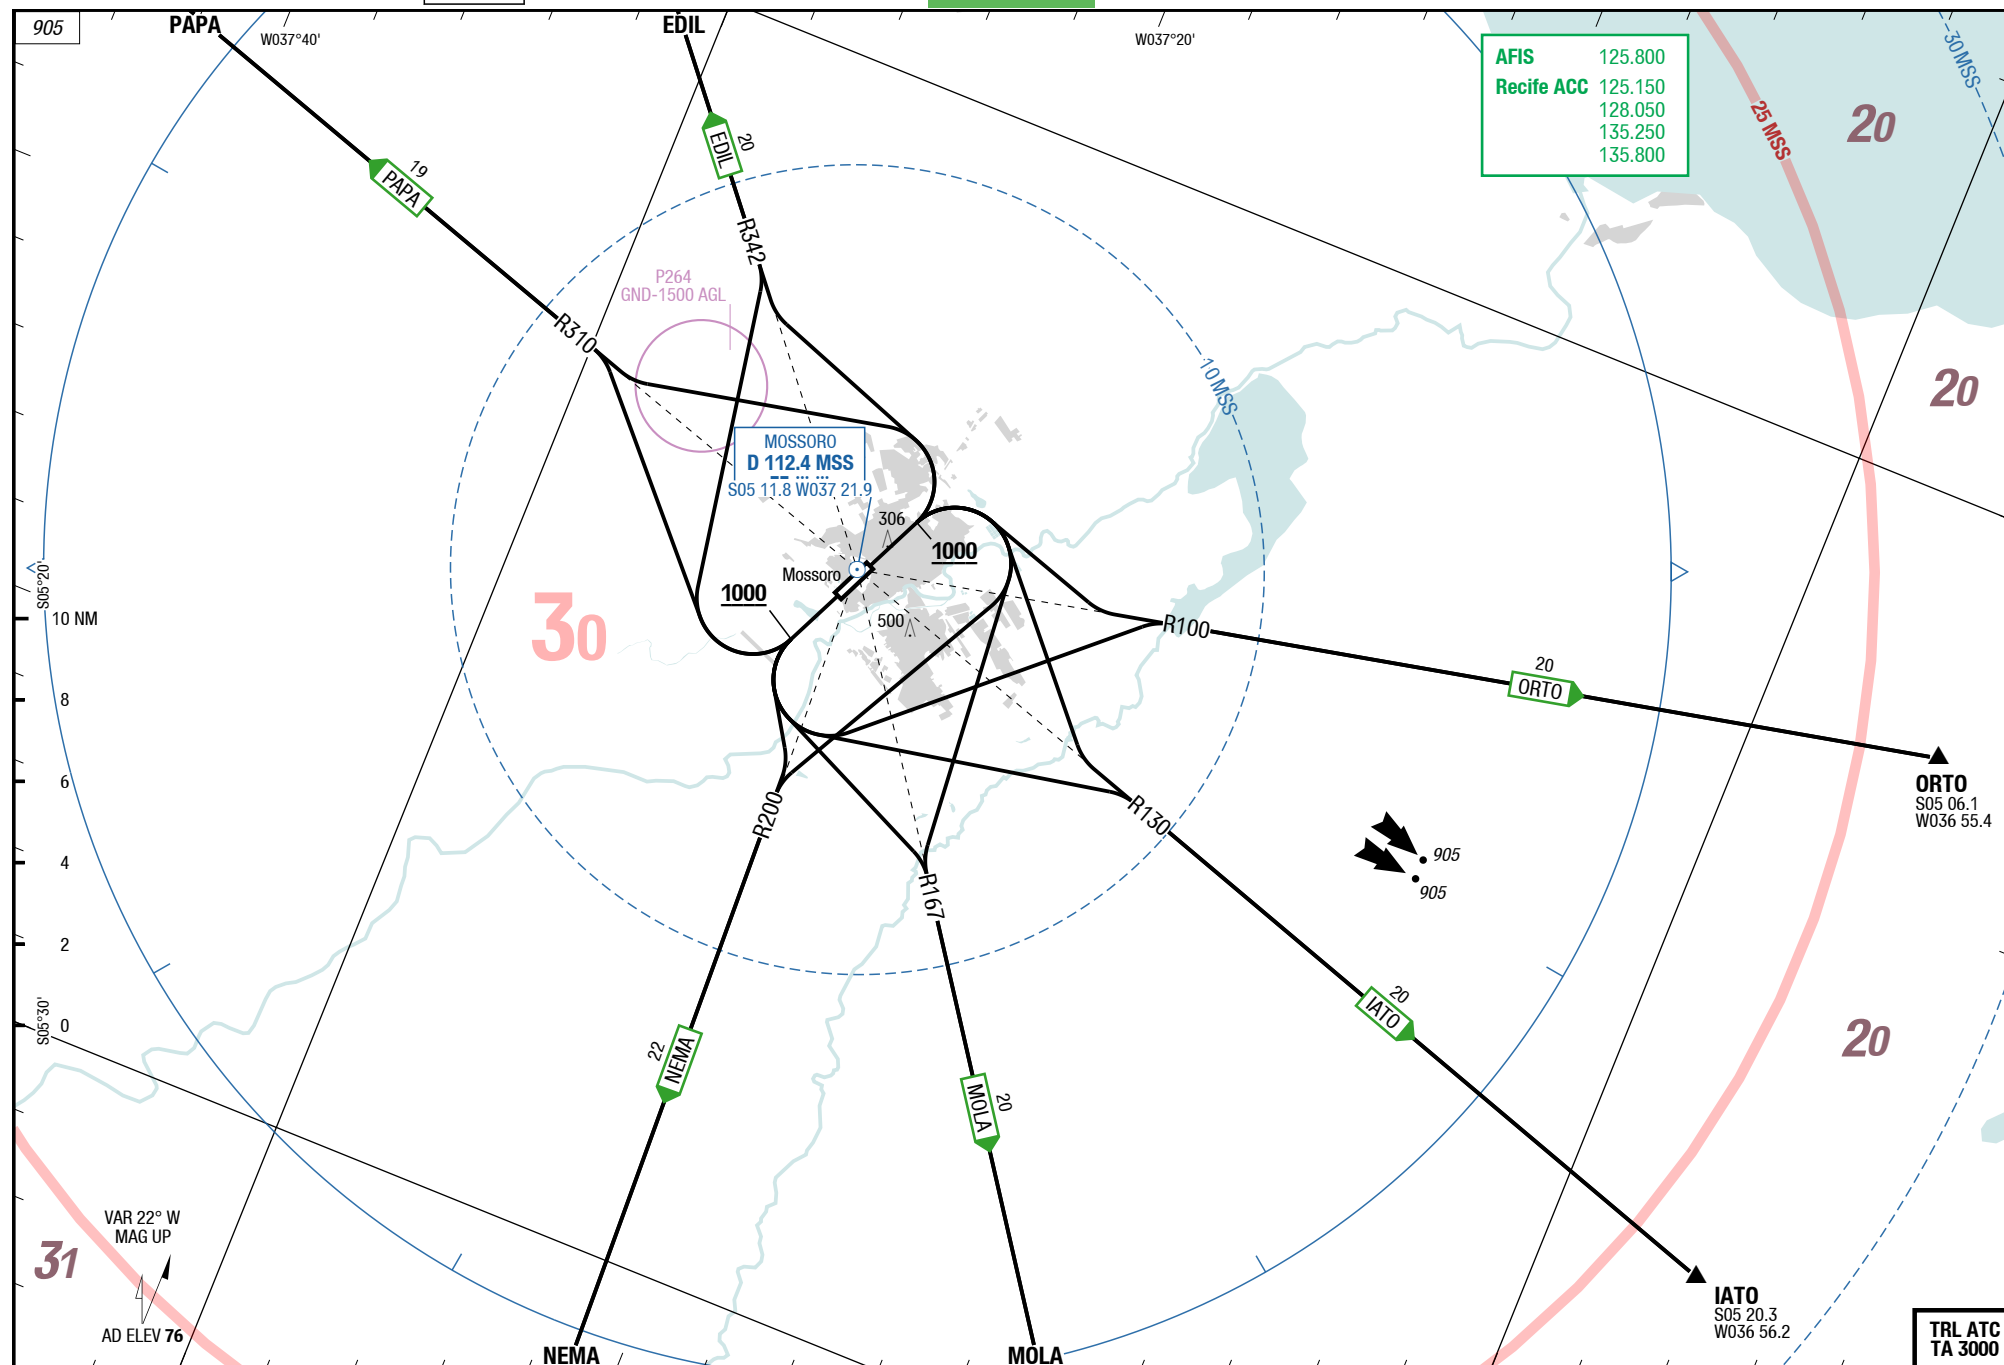 905
PAPA
W037°40'
EDIL
W037°20'
30 MSS
AFIS 125.800
Recife ACC 125.150
128.050
135.250
135.800
25 MSS
20
EDIL
20
19
PAPA
R342
P264
GND-1500 AGL
R310
10 MSS
20
MOSSORO
D 112.4 MSS
S05 11.8 W037 21.9
306
1000
Mossoro
1000
S05°20'
10 NM
30
500
R100
20
ORTO
8
6
ORTO
S05 06.1
W036 55.4
R200
R130
905
905
4
R167
2
20
IATO
S05°30'
0
22
NEMA
20
MOLA
20
VAR 22° W
MAG UP
31
AD ELEV 76
IATO
S05 20.3
W036 56.2
TRL ATC
TA 3000
NEMA
MOLA